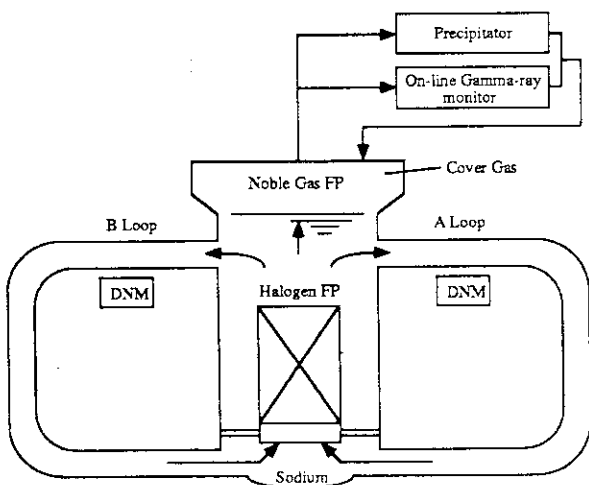 Precipitator
On-line Gamma-ray
monitor
Noble Gas FP
Cover Gas
B Loop
A Loop
DNM
Halogen FP
DNM
Sodium